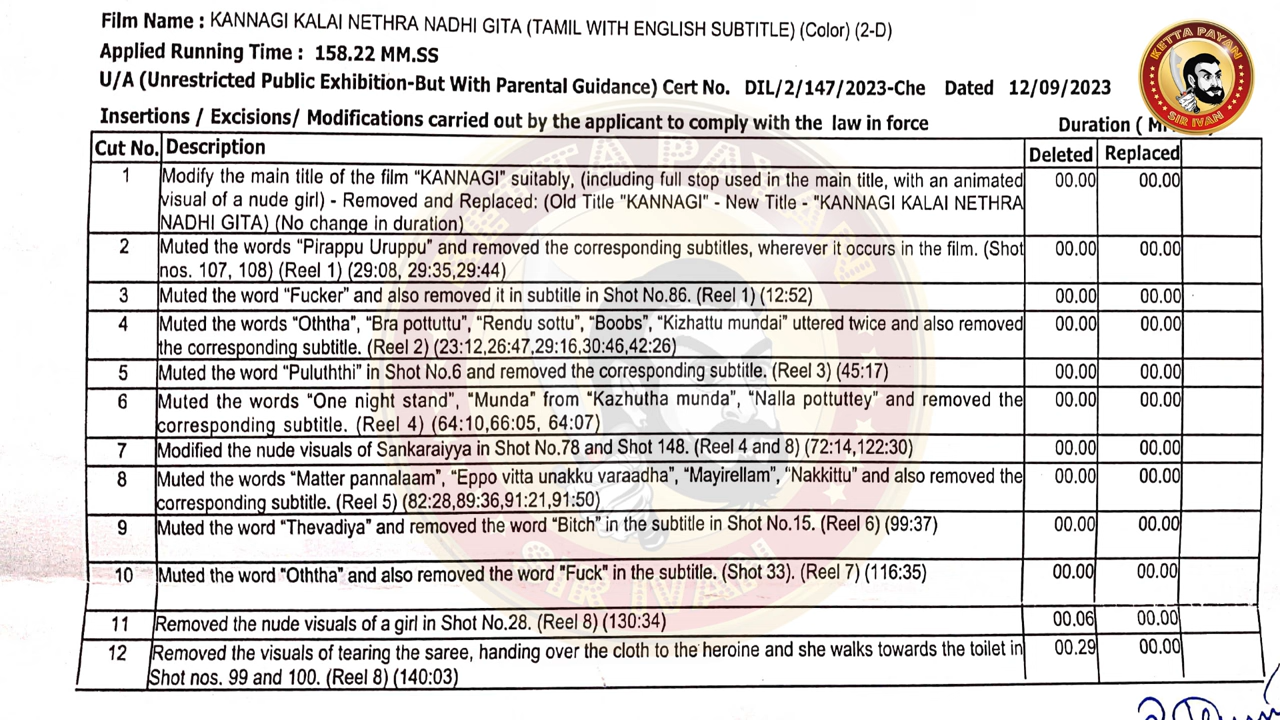 Film Name : KANNAGI KALAI NETHRA NADHI GITA (TAMIL WITH ENGLISH SUBTITLE) (Color) (2-D)
Applied Running Time : 158.22 MM.SS
U/A (Unrestricted Public Exhibition-But With Parental Guidance) Cert No. DIL/2/147/2023-Che Dated 12/09/2023
KETTA PAYAN
SIR IVAN
Insertions / Excisions/ Modifications carried out by the applicant to comply with the law in force Duration (
Cut No. Description Deleted Replaced
1 Modify the main title of the film "KANNAGI" suitably, (including full stop used in the main title, with an animated 00.00 00.00
visual of a nude girl) - Removed and Replaced: (Old Title "KANNAGI" - New Title - "KANNAGI KALAI NETHRA
NADHI GITA) (No change in duration)
2 Muted the words "Pirappu Uruppu" and removed the corresponding subtitles, wherever it occurs in the film. (Shot 00.00 00.00
nos. 107, 108) (Reel 1) (29:08, 29:35,29:44)
3 Muted the word "Fucker" and also removed it in subtitle in Shot No.86. (Reel 1) (12:52) 00.00 00.00
4 Muted the words "Oththa", "Bra pottuttu", "Rendu sottu", "Boobs", "Kizhattu mundai" uttered twice and also removed 00.00 00.00
the corresponding subtitle. (Reel 2) (23:12,26:47,29:16,30:46,42:26)
5 Muted the word "Puluththi" in Shot No.6 and removed the corresponding subtitle. (Reel 3) (45:17) 00.00 00.00
6 Muted the words "One night stand", "Munda" from "Kazhutha munda", "Nalla pottuttey" and removed the 00.00 00.00
corresponding subtitle. (Reel 4) (64:10,66:05, 64:07)
7 Modified the nude visuals of Sankaraiyya in Shot No.78 and Shot 148. (Reel 4 and 8) (72:14,122:30) 00.00 00.00
8 Muted the words "Matter pannalaam", "Eppo vitta unakku varaadha", "Mayirellam", "Nakkittu" and also removed the 00.00 00.00
corresponding subtitle. (Reel 5) (82:28,89:36,91:21,91:50)
9 Muted the word "Thevadiya" and removed the word "Bitch" in the subtitle in Shot No.15. (Reel 6) (99:37) 00.00 00.00
10 Muted the word "Oththa" and also removed the word "Fuck" in the subtitle. (Shot 33). (Reel 7) (116:35) 00.00 00.00
11 Removed the nude visuals of a girl in Shot No.28. (Reel 8) (130:34) 00.06 00.00
12 Removed the visuals of tearing the saree, handing over the cloth to the heroine and she walks towards the toilet in 00.29 00.00
Shot nos. 99 and 100. (Reel 8) (140:03)
KETTA PAYAN
SIR IVAN